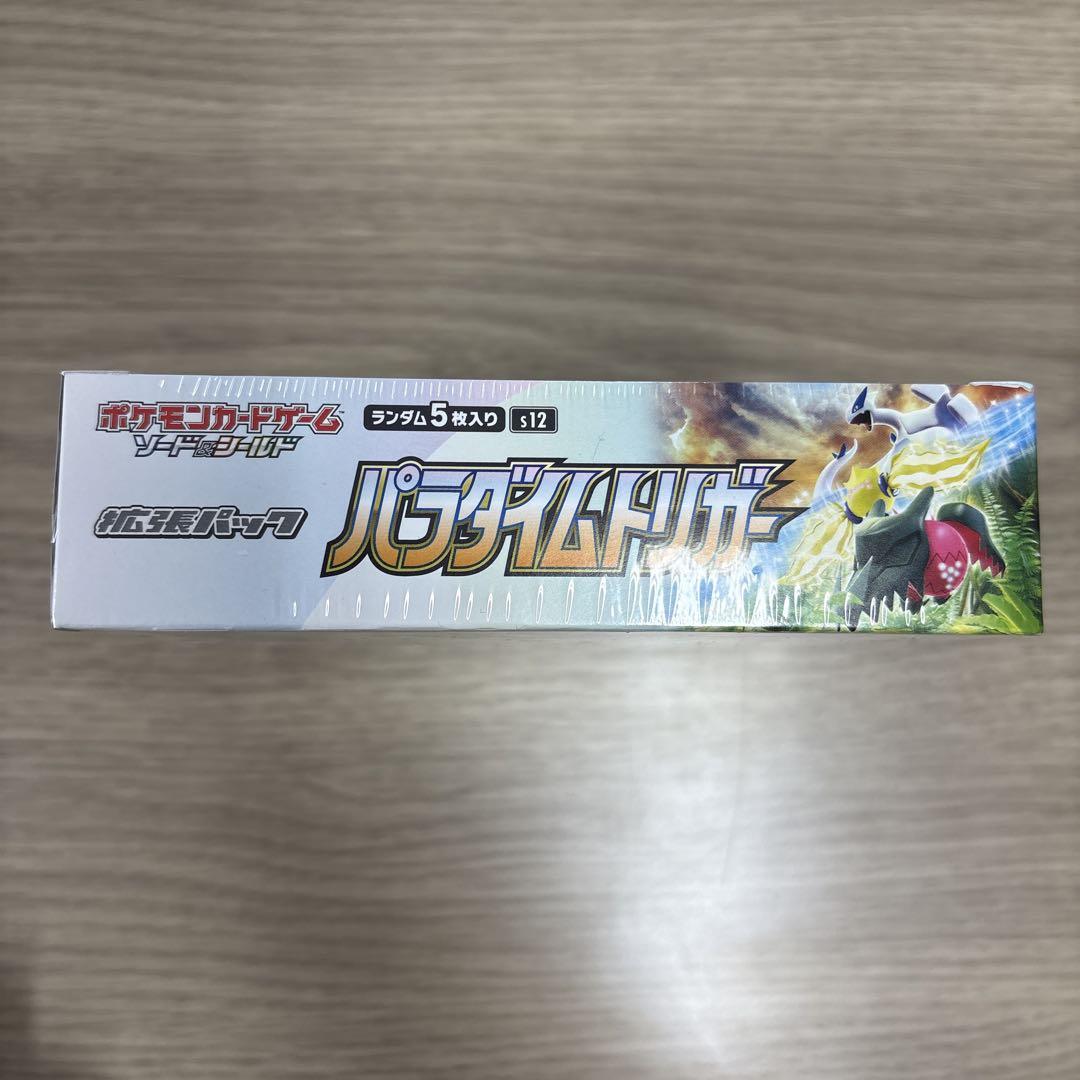 ポケモンカードゲーム
ソード&シールド
ランダム5枚入り s12
拡張パック
パラダイムトリガー